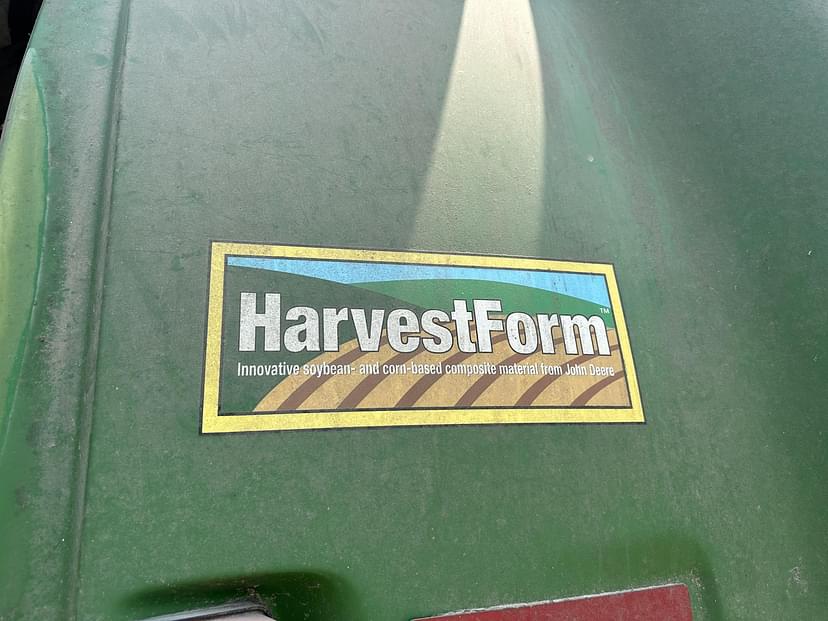 HarvestForm™
Innovative soybean- and corn-based composite material from John Deere